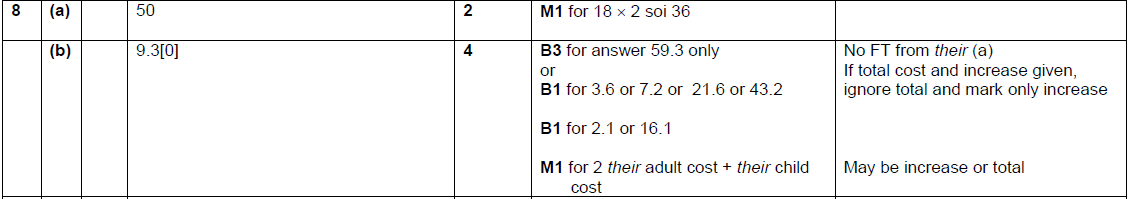 8 (a) 50 2 M1 for 18 × 2 soi 36
(b) 9.3[0] 4 B3 for answer 59.3 only No FT from their (a)
or If total cost and increase given,
B1 for 3.6 or 7.2 or 21.6 or 43.2 ignore total and mark only increase
B1 for 2.1 or 16.1
M1 for 2 their adult cost + their child May be increase or total
cost